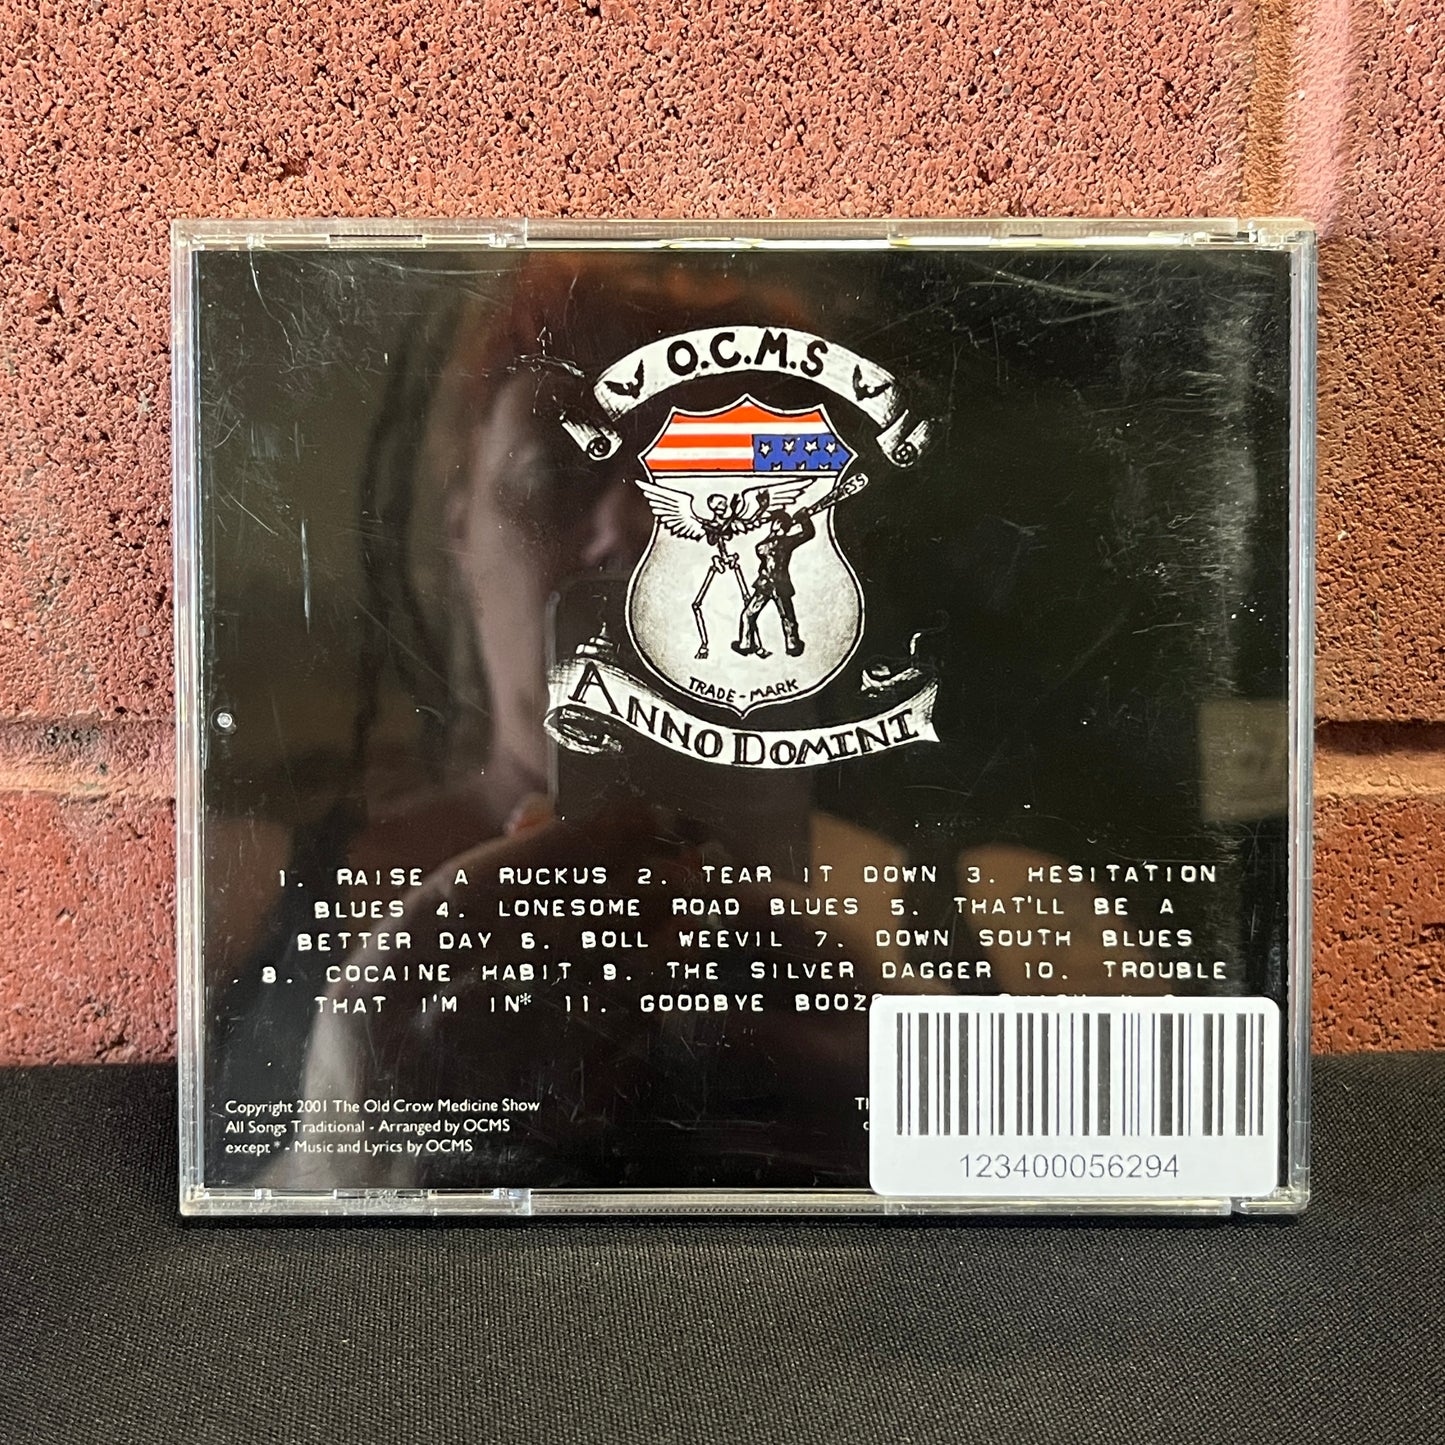 O.C.M.S
TRADE-MARK
ANNO DOMINI
1. RAISE A RUCKUS 2. TEAR IT DOWN 3. HESITATION
BLUES 4. LONESOME ROAD BLUES 5. THAT'LL BE A
BETTER DAY 6. BOLL WEEVIL 7. DOWN SOUTH BLUES
8. COCAINE HABIT 9. THE SILVER DAGGER 10. TROUBLE
THAT I'M IN* 11. GOODBYE
Copyright 2001 The Old Crow Medicine Show
All Songs Traditional - Arranged by OCMS
except * - Music and Lyrics by OCMS
123400056294